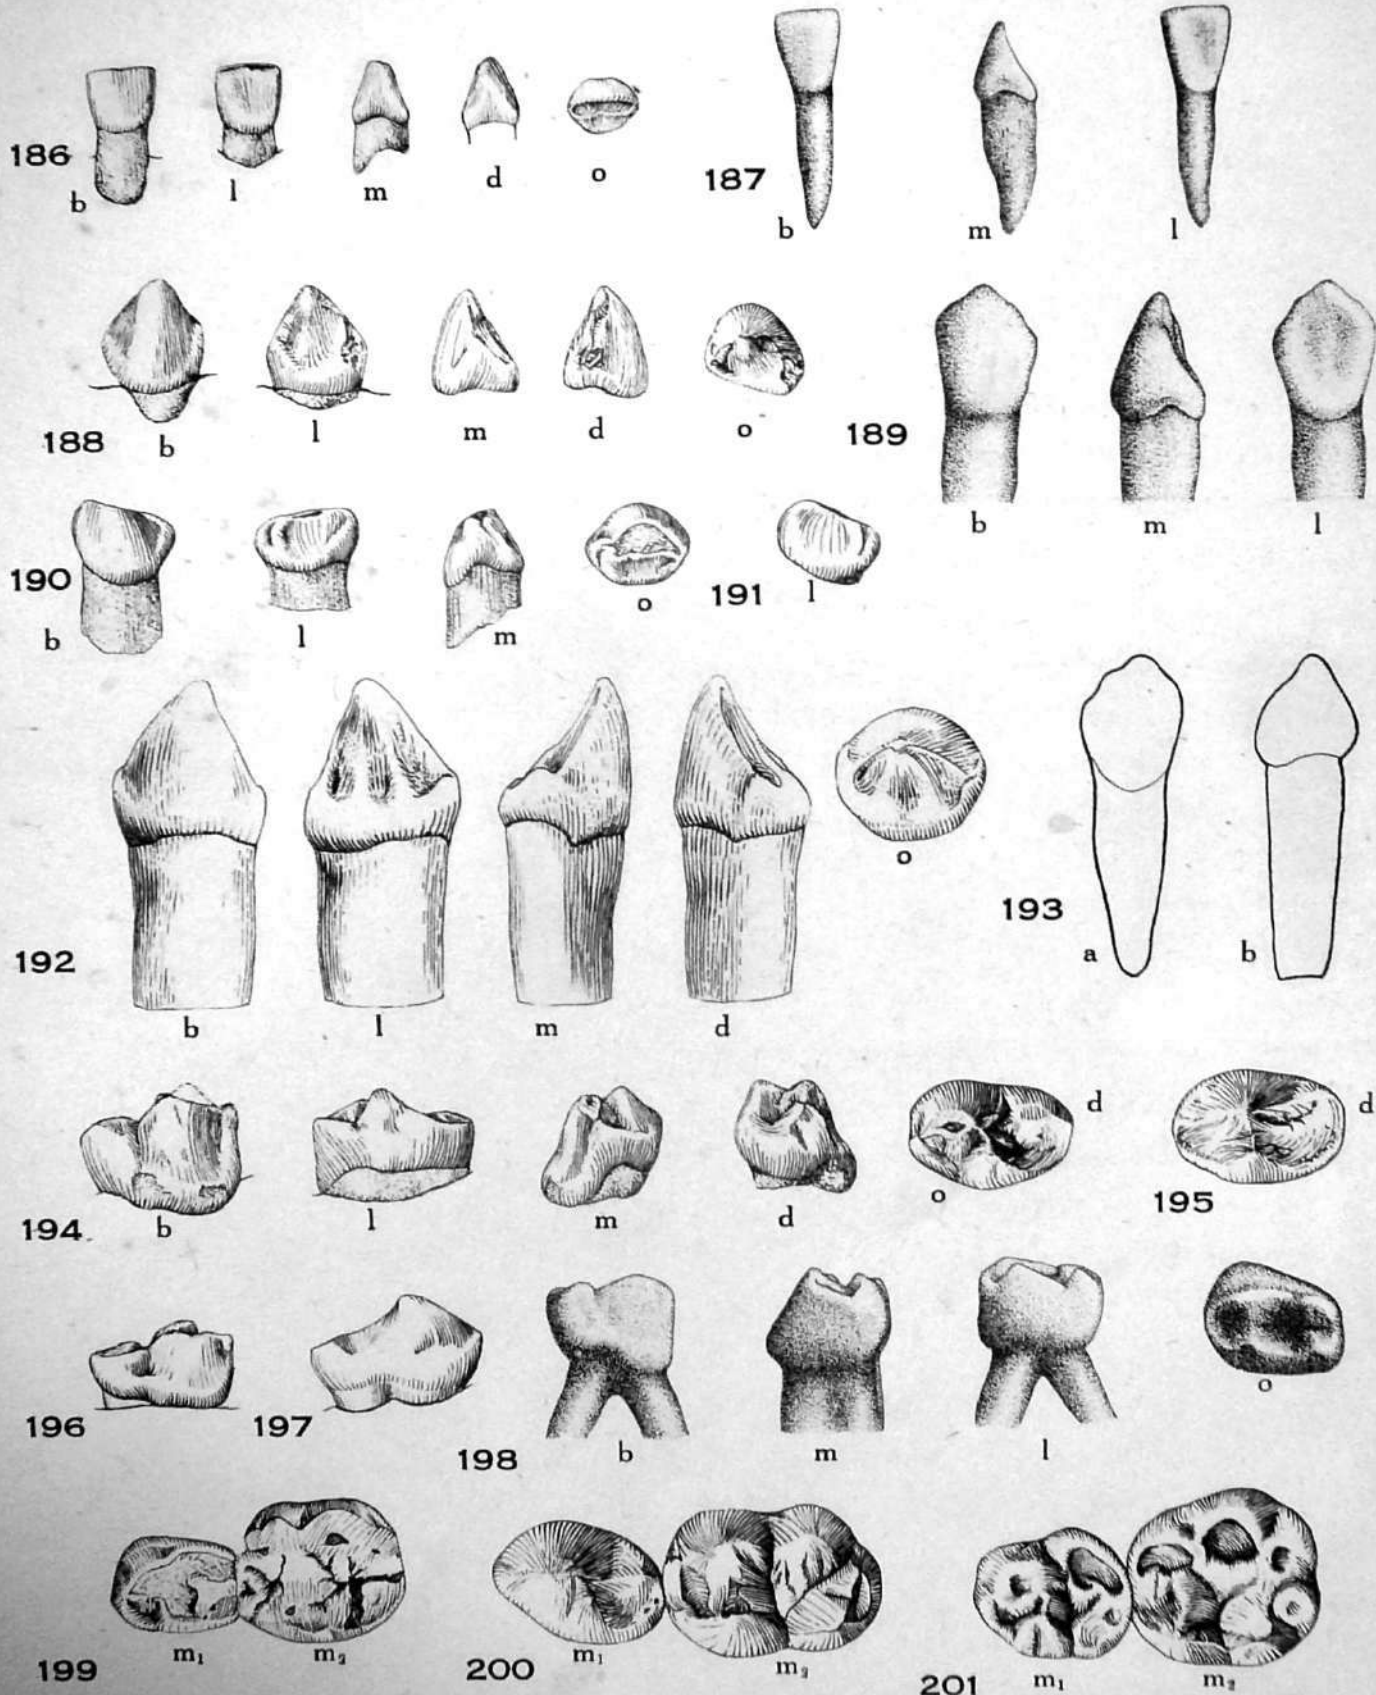 186 b l m d o 187 b m l
188 b l m d o 189 b m l
190 b l m o 191 l
192 b l m d o 193 a b
194 b l m d o d 195 d
196 197 198 b m l o
199 m₁ m₂ 200 m₁ m₂ 201 m₁ m₂